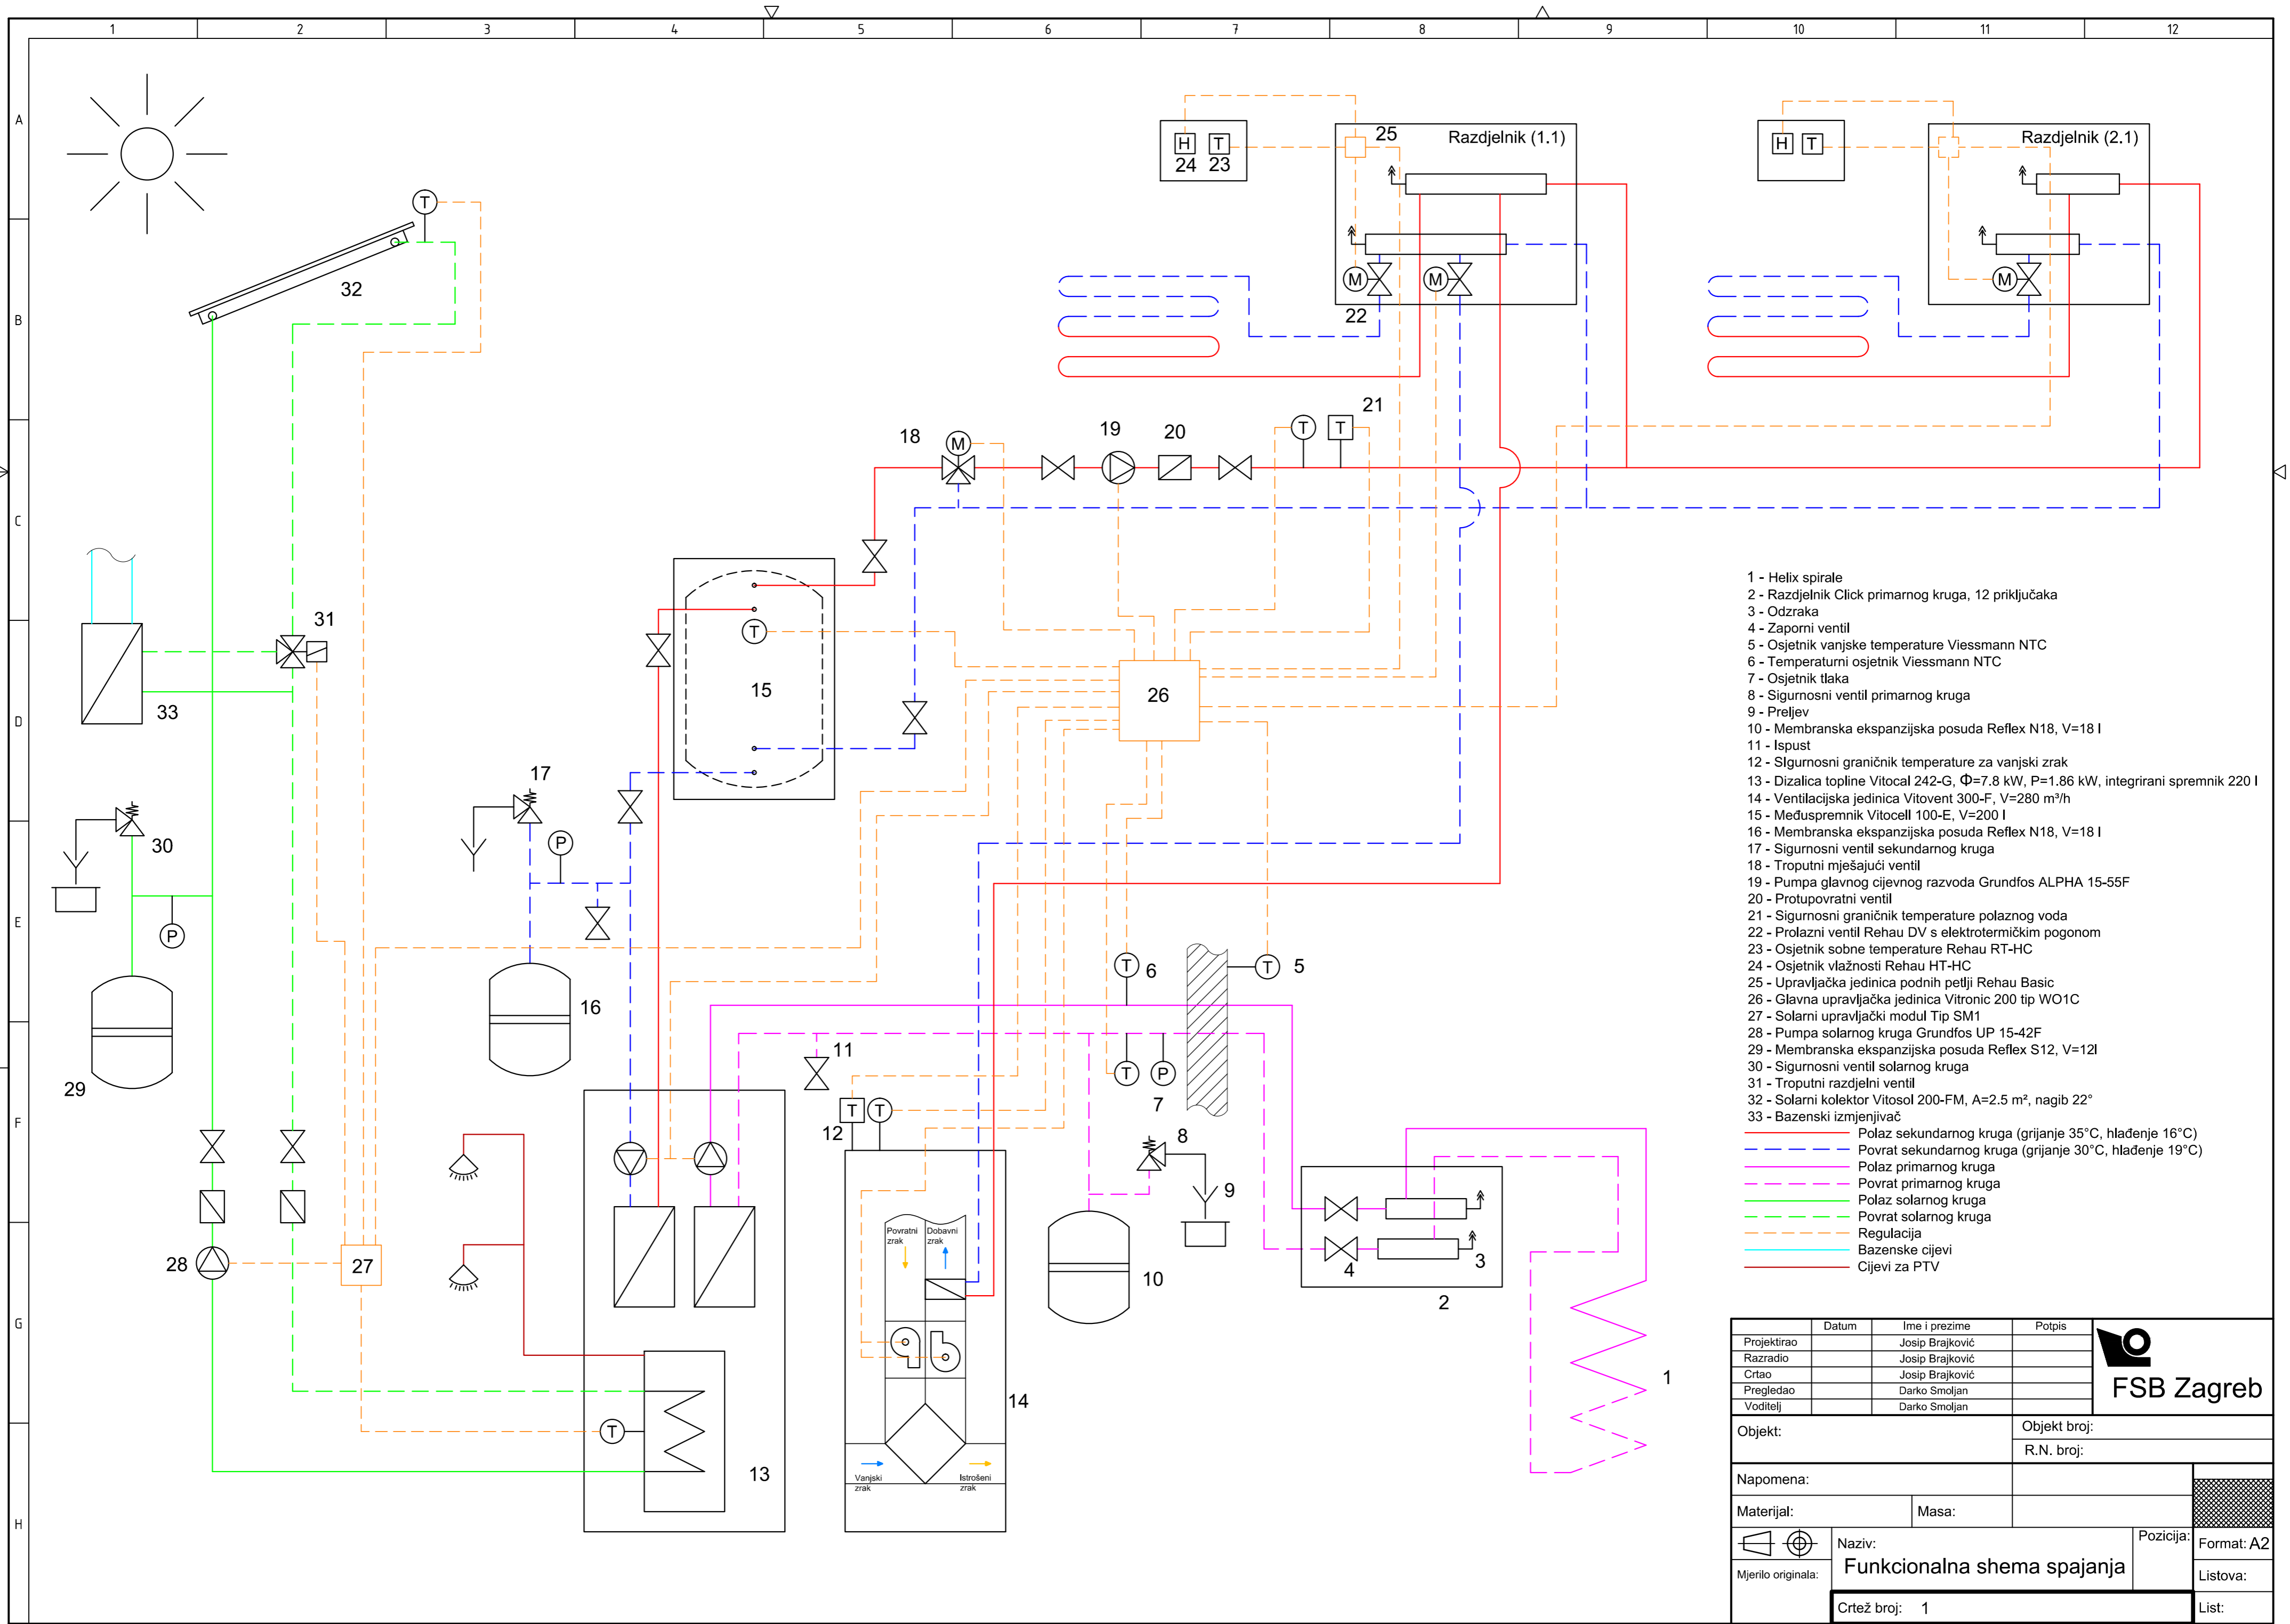 1 2 3 4 5 6 7 8 9 10 11 12
A
B
C
D
E
F
G
H
T
32
H T
24 23
25
Razdjelnik (1.1)
M M
22
H T
Razdjelnik (2.1)
M
18
M
19
20
T
T
21
31
33
T
15
26
17
P
30
P
29
16
T
6
T
5
11
T
P
7
T T
12
8
9
10
28
27
T
13
Povratni zrak
Dobavni zrak
Vanjski zrak
Istrošeni zrak
14
4
3
2
1
1 - Helix spirale
2 - Razdjelnik Click primarnog kruga, 12 priključaka
3 - Odzraka
4 - Zaporni ventil
5 - Osjetnik vanjske temperature Viessmann NTC
6 - Temperaturni osjetnik Viessmann NTC
7 - Osjetnik tlaka
8 - Sigurnosni ventil primarnog kruga
9 - Preljev
10 - Membranska ekspanzijska posuda Reflex N18, V=18 l
11 - Ispust
12 - SIgurnosni graničnik temperature za vanjski zrak
13 - Dizalica topline Vitocal 242-G, Φ=7.8 kW, P=1.86 kW, integrirani spremnik 220 l
14 - Ventilacijska jedinica Vitovent 300-F, V=280 m³/h
15 - Međuspremnik Vitocell 100-E, V=200 l
16 - Membranska ekspanzijska posuda Reflex N18, V=18 l
17 - Sigurnosni ventil sekundarnog kruga
18 - Troputni mješajući ventil
19 - Pumpa glavnog cijevnog razvoda Grundfos ALPHA 15-55F
20 - Protupovratni ventil
21 - Sigurnosni graničnik temperature polaznog voda
22 - Prolazni ventil Rehau DV s elektrotermičkim pogonom
23 - Osjetnik sobne temperature Rehau RT-HC
24 - Osjetnik vlažnosti Rehau HT-HC
25 - Upravljačka jedinica podnih petlji Rehau Basic
26 - Glavna upravljačka jedinica Vitronic 200 tip WO1C
27 - Solarni upravljački modul Tip SM1
28 - Pumpa solarnog kruga Grundfos UP 15-42F
29 - Membranska ekspanzijska posuda Reflex S12, V=12l
30 - Sigurnosni ventil solarnog kruga
31 - Troputni razdjelni ventil
32 - Solarni kolektor Vitosol 200-FM, A=2.5 m², nagib 22°
33 - Bazenski izmjenjivač
Polaz sekundarnog kruga (grijanje 35°C, hlađenje 16°C)
Povrat sekundarnog kruga (grijanje 30°C, hlađenje 19°C)
Polaz primarnog kruga
Povrat primarnog kruga
Polaz solarnog kruga
Povrat solarnog kruga
Regulacija
Bazenske cijevi
Cijevi za PTV
Datum Ime i prezime Potpis
Projektirao Josip Brajković
Razradio Josip Brajković
Crtao Josip Brajković
Pregledao Darko Smoljan
Voditelj Darko Smoljan
FSB Zagreb
Objekt:
Objekt broj:
R.N. broj:
Napomena:
Materijal:
Masa:
Naziv:
Funkcionalna shema spajanja
Pozicija:
Format: A2
Mjerilo originala:
Listova:
Crtež broj: 1
List: